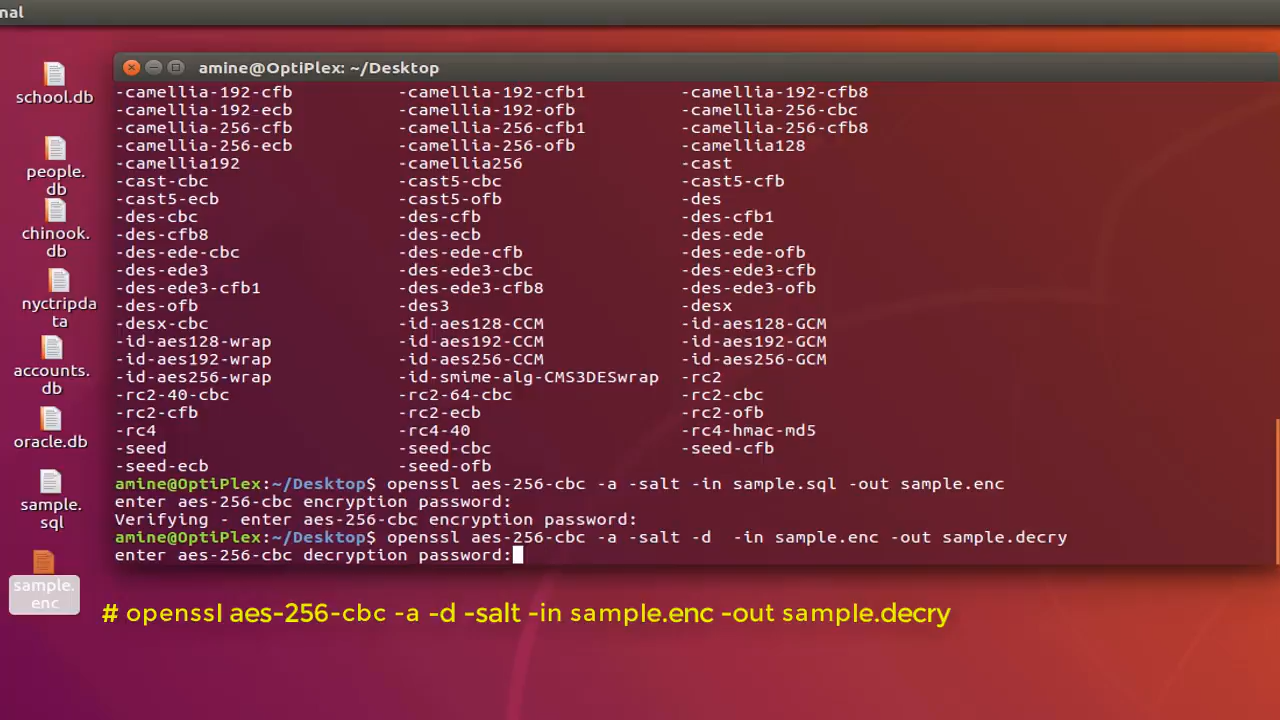 nal
amine@OptiPlex: ~/Desktop
school.db
people.
db
chinook.
db
nyctripda
ta
accounts.
db
oracle.db
sample.
sql
sample.
enc
-camellia-192-cfb -camellia-192-cfb1 -camellia-192-cfb8
-camellia-192-ecb -camellia-192-ofb -camellia-256-cbc
-camellia-256-cfb -camellia-256-cfb1 -camellia-256-cfb8
-camellia-256-ecb -camellia-256-ofb -camellia128
-camellia192 -camellia256 -cast
-cast-cbc -cast5-cbc -cast5-cfb
-cast5-ecb -cast5-ofb -des
-des-cbc -des-cfb -des-cfb1
-des-cfb8 -des-ecb -des-ede
-des-ede-cbc -des-ede-cfb -des-ede-ofb
-des-ede3 -des-ede3-cbc -des-ede3-cfb
-des-ede3-cfb1 -des-ede3-cfb8 -des-ede3-ofb
-des-ofb -des3 -desx
-desx-cbc -id-aes128-CCM -id-aes128-GCM
-id-aes128-wrap -id-aes192-CCM -id-aes192-GCM
-id-aes192-wrap -id-aes256-CCM -id-aes256-GCM
-id-aes256-wrap -id-smime-alg-CMS3DESwrap -rc2
-rc2-40-cbc -rc2-64-cbc -rc2-cbc
-rc2-cfb -rc2-ecb -rc2-ofb
-rc4 -rc4-40 -rc4-hmac-md5
-seed -seed-cbc -seed-cfb
-seed-ecb -seed-ofb
amine@OptiPlex:~/Desktop$ openssl aes-256-cbc -a -salt -in sample.sql -out sample.enc
enter aes-256-cbc encryption password:
Verifying - enter aes-256-cbc encryption password:
amine@OptiPlex:~/Desktop$ openssl aes-256-cbc -a -salt -d  -in sample.enc -out sample.decry
enter aes-256-cbc decryption password:
# openssl aes-256-cbc -a -d -salt -in sample.enc -out sample.decry